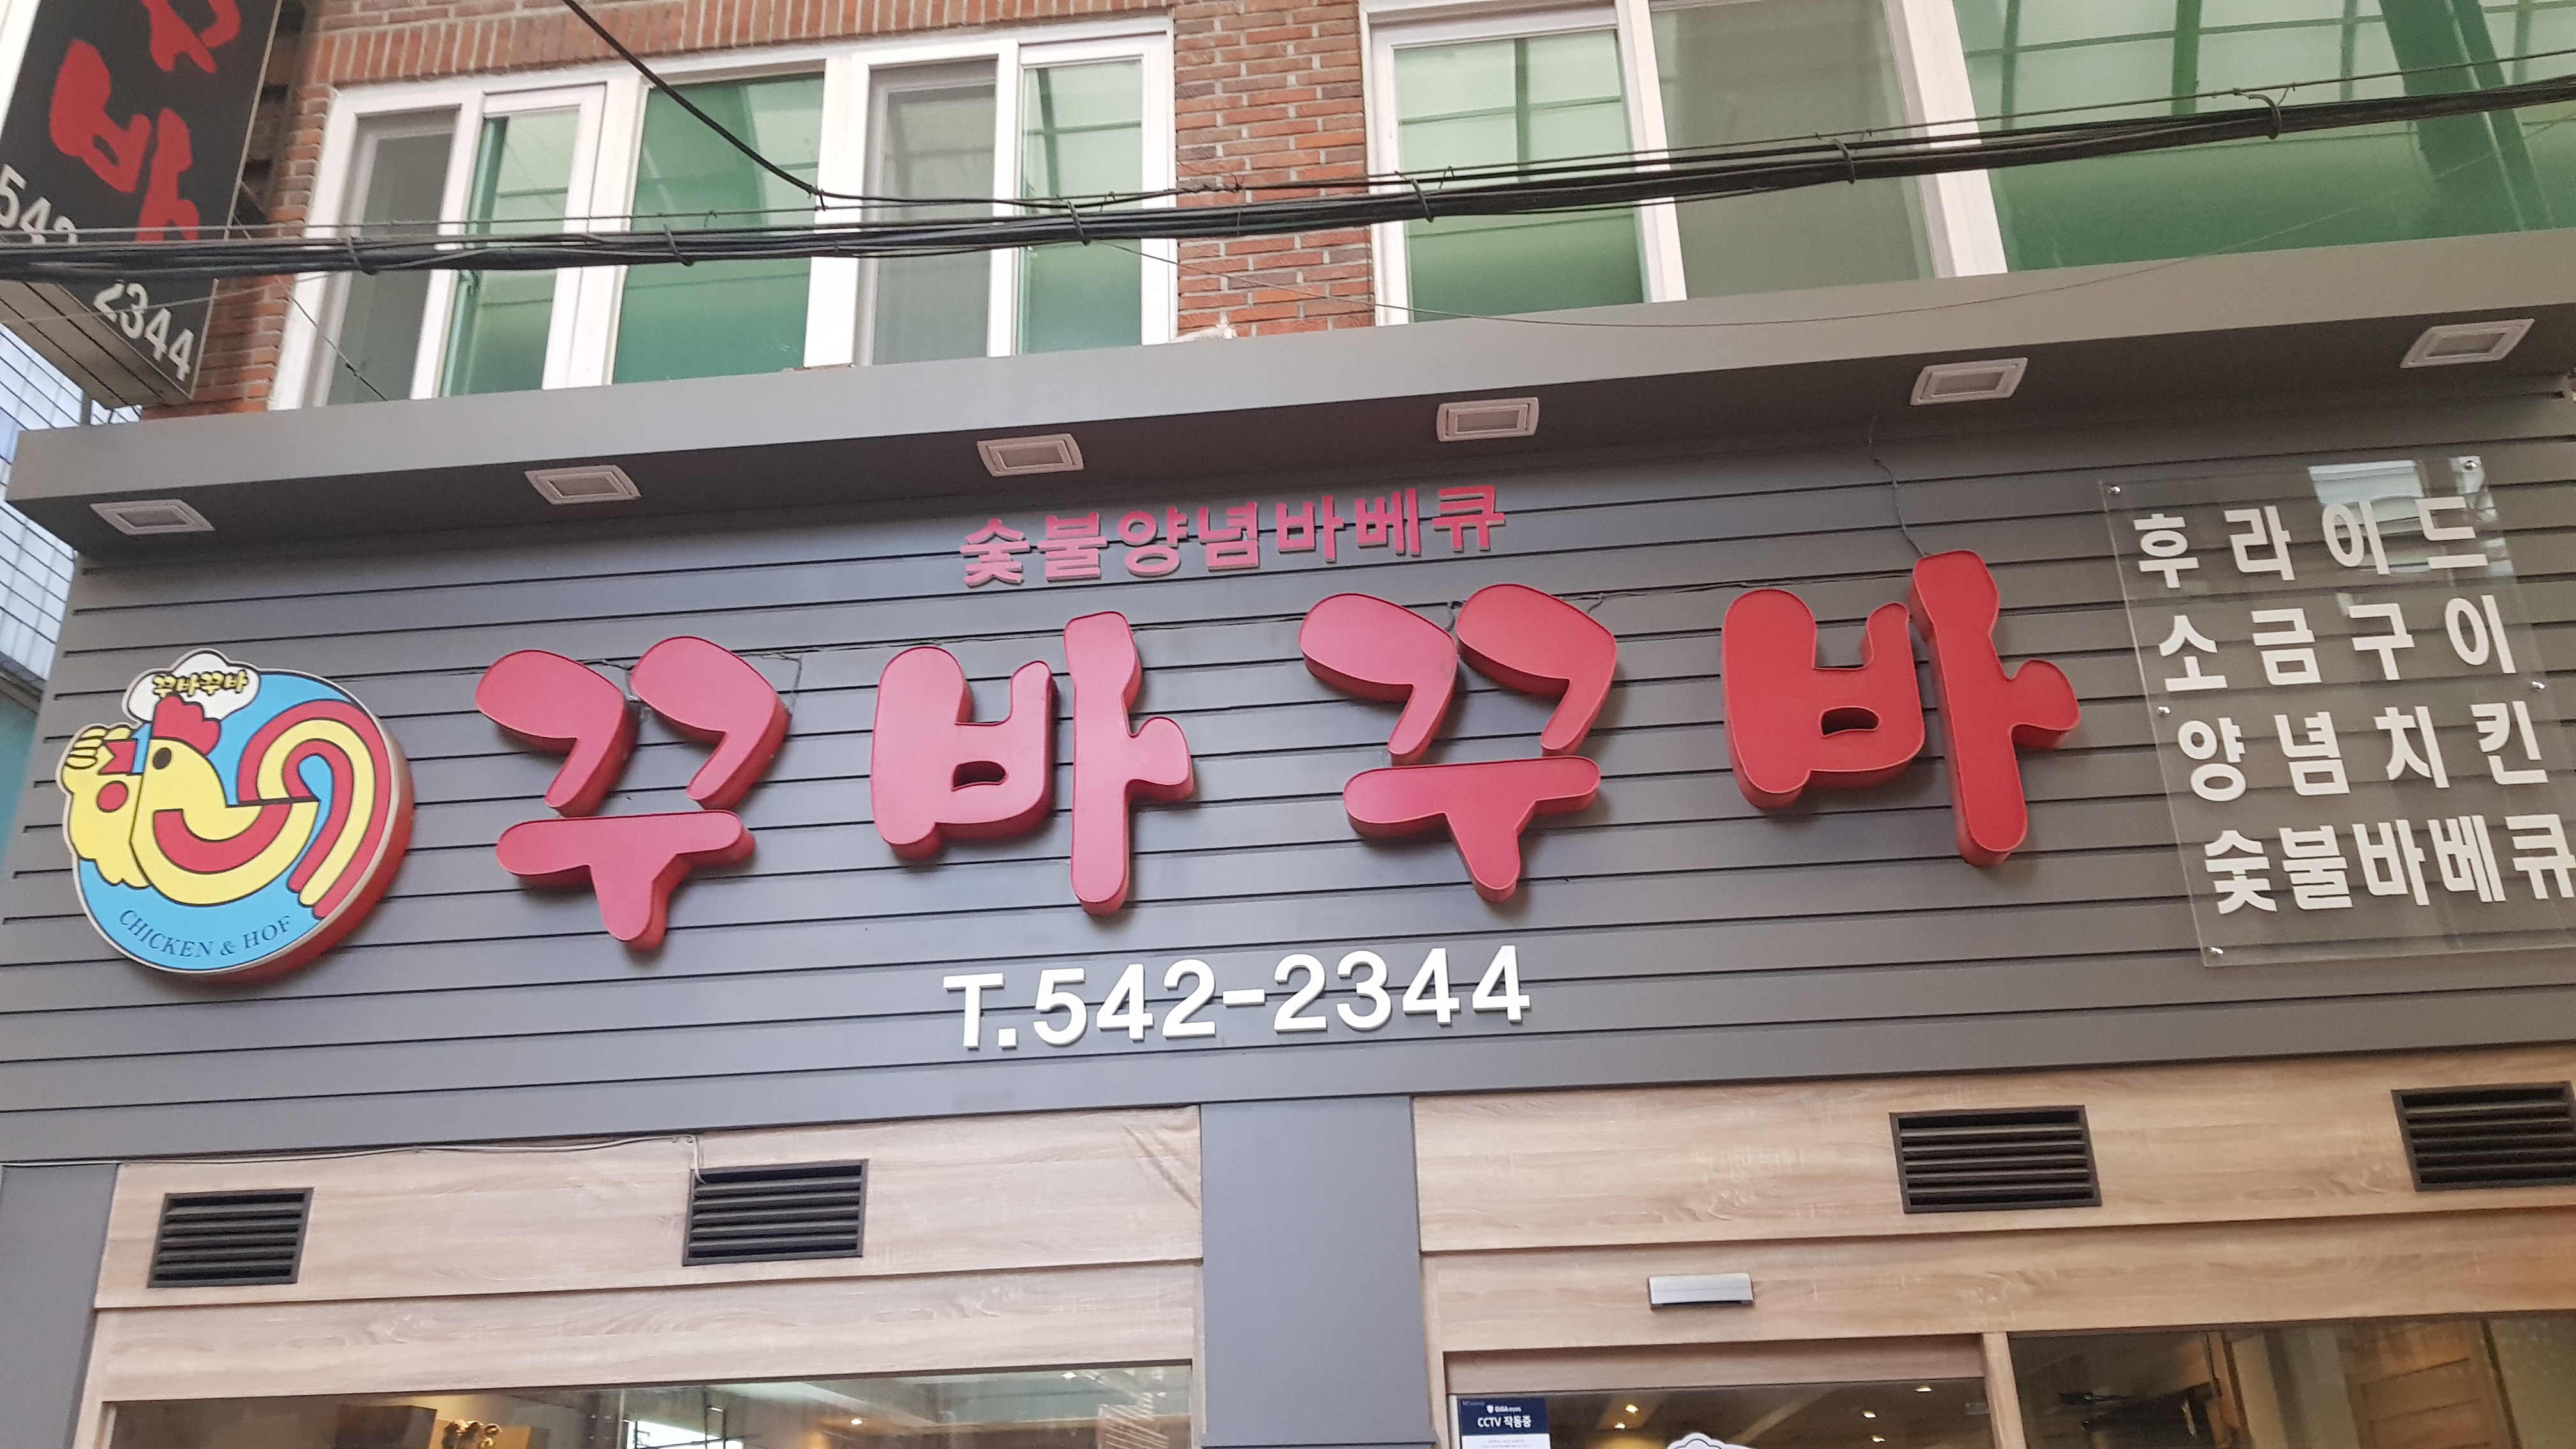 542
2344
숯불양념바베큐
꾸바꾸바
꾸바꾸바
CHICKEN & HOF
T.542-2344
후라이드
소금구이
양념치킨
숯불바베큐
GiGA eyes
CCTV 작동중